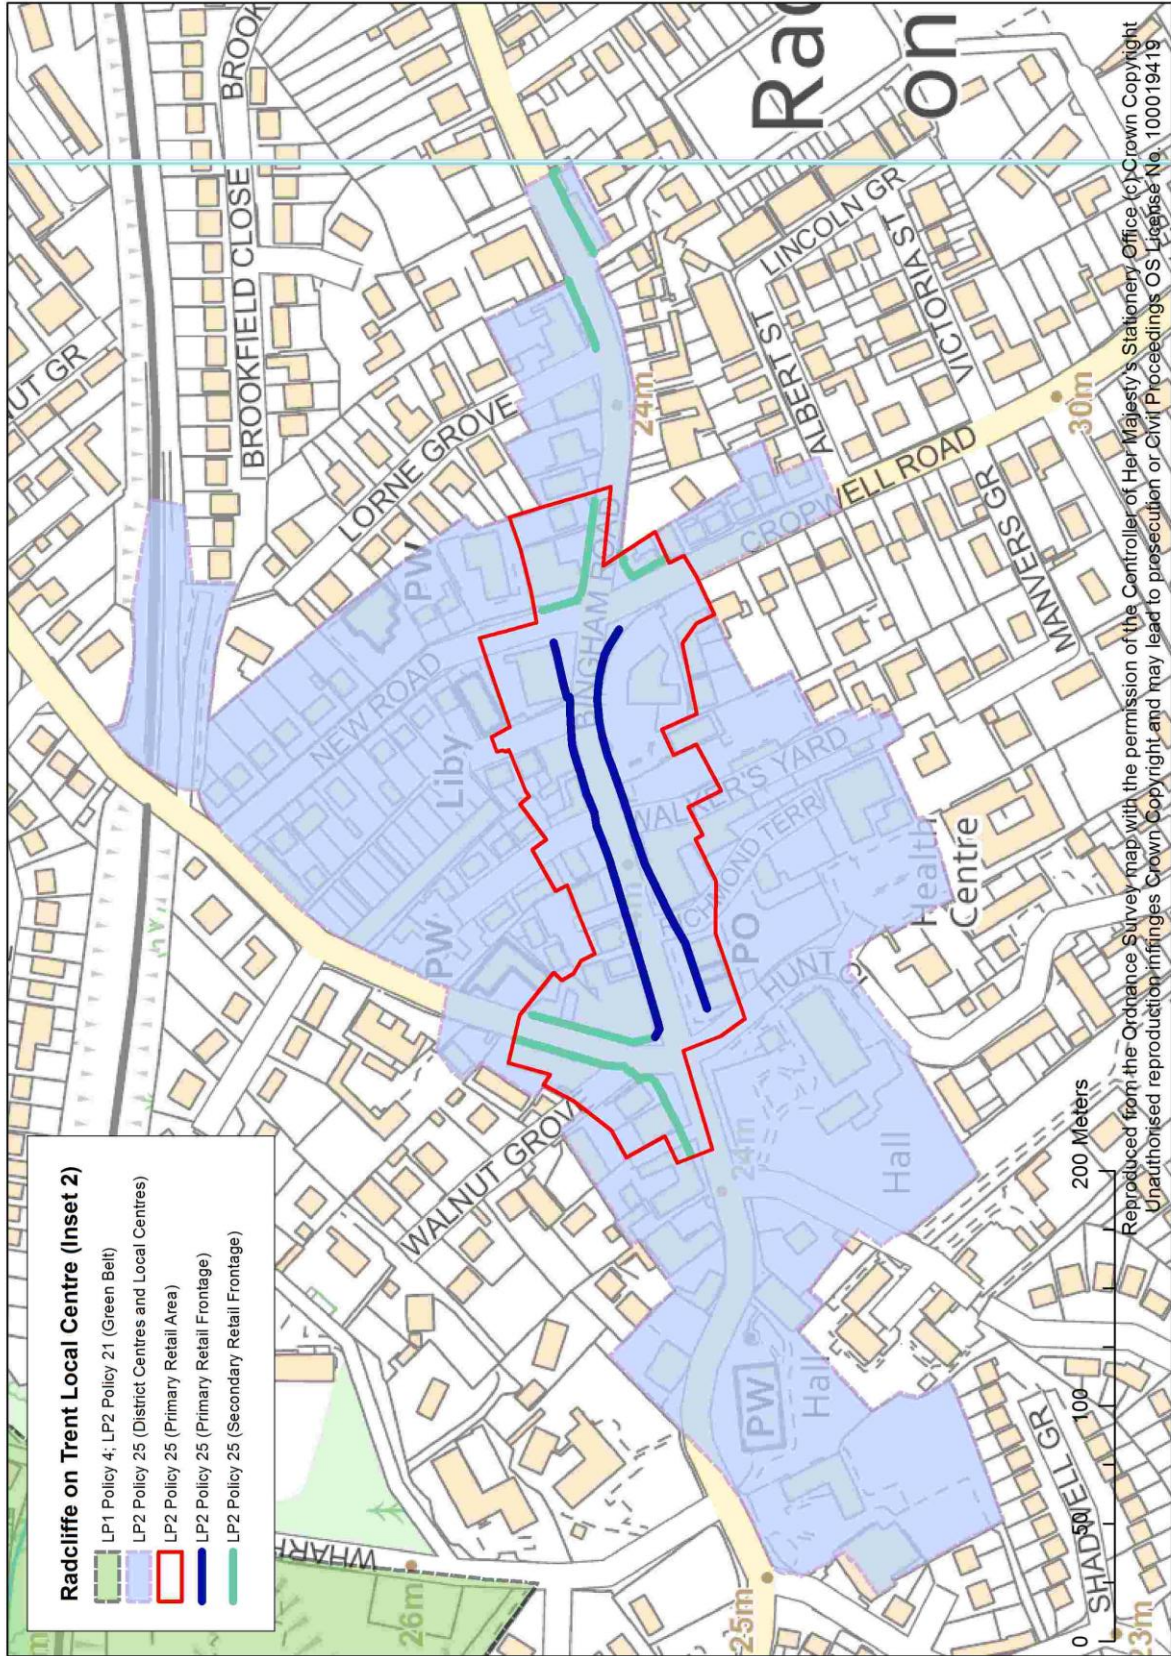 Radcliffe on Trent Local Centre (Inset 2)
LP1 Policy 4; LP2 Policy 21 (Green Belt)
LP2 Policy 25 (District Centres and Local Centres)
LP2 Policy 25 (Primary Retail Area)
LP2 Policy 25 (Primary Retail Frontage)
LP2 Policy 25 (Secondary Retail Frontage)
BROOKFIELD CLOSE
BROOK
LORNE GROVE
PW
NEW ROAD
Liby
PW
WALNUT GROV
26m
25m
23m
24m
24m
30m
BINGHAM ROAD
WALKER'S YARD
PO
HUNT
Health
Centre
Hall
PW
Hall
ALBERT ST
LINCOLN GR
VICTORIA ST
MANVERS GR
SHADWELL GR
Rad
on
0 50 100 200 Meters
Reproduced from the Ordnance Survey map with the permission of the Controller of Her Majesty's Stationery Office (c) Crown Copyright
Unauthorised reproduction infringes Crown Copyright and may lead to prosecution or Civil Proceedings OS License No. 100019419